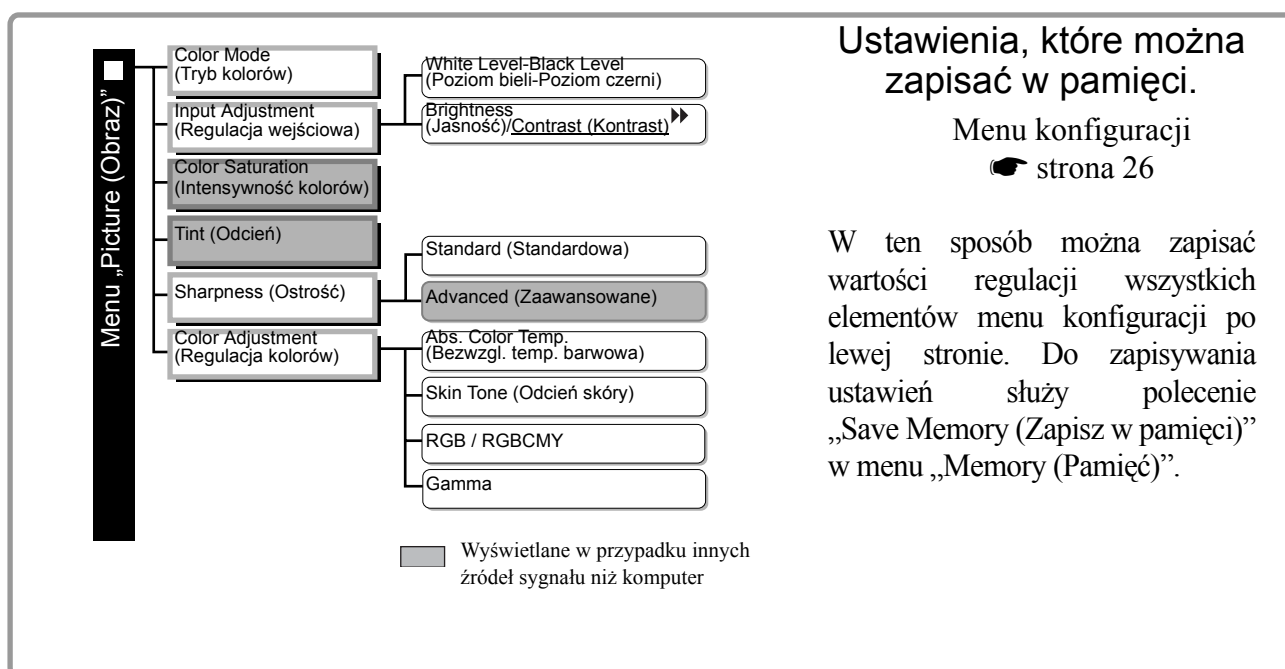 Menu „Picture (Obraz)”
Color Mode
(Tryb kolorów)
Input Adjustment
(Regulacja wejściowa)
Color Saturation
(Intensywność kolorów)
Tint (Odcień)
Sharpness (Ostrość)
Color Adjustment
(Regulacja kolorów)
White Level-Black Level
(Poziom bieli-Poziom czerni)
Brightness
(Jasność)/Contrast (Kontrast)
Standard (Standardowa)
Advanced (Zaawansowane)
Abs. Color Temp.
(Bezwzgl. temp. barwowa)
Skin Tone (Odcień skóry)
RGB / RGBCMY
Gamma
Wyświetlane w przypadku innych
źródeł sygnału niż komputer
Ustawienia, które można
zapisać w pamięci.
Menu konfiguracji
☛ strona 26
W ten sposób można zapisać
wartości regulacji wszystkich
elementów menu konfiguracji po
lewej stronie. Do zapisywania
ustawień służy polecenie
„Save Memory (Zapisz w pamięci)”
w menu „Memory (Pamięć)”.